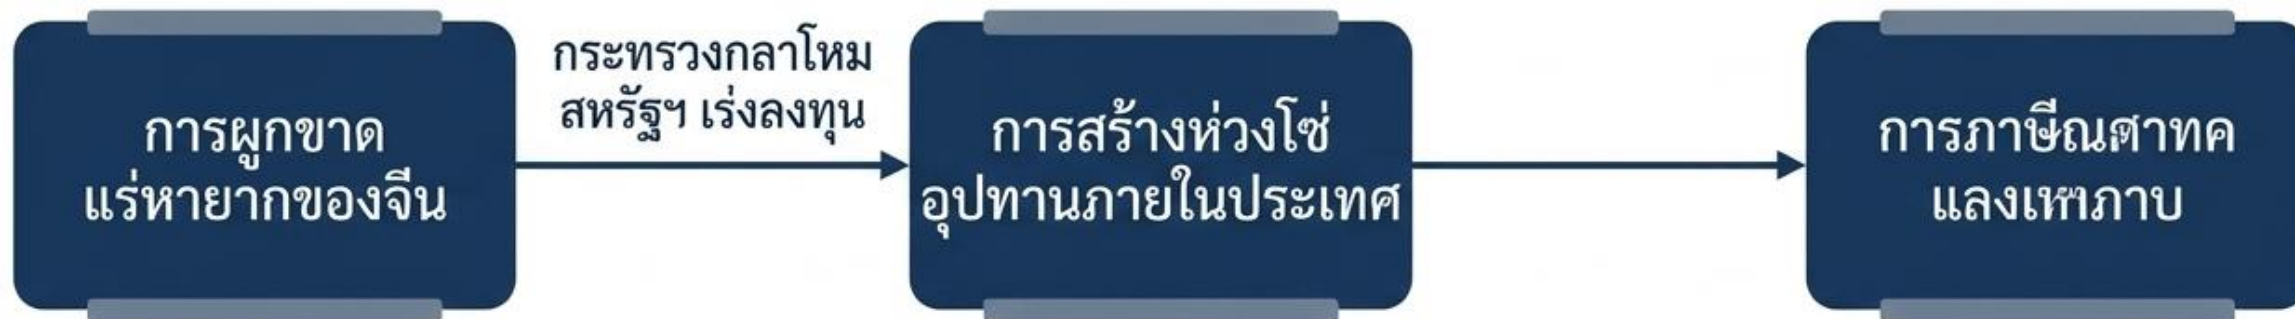 การผูกขาด
แร่หายากของจีน
กระทรวงกลาโหม
สหรัฐฯ เร่งลงทุน
การสร้างห่วงโซ่
อุปทานภายในประเทศ